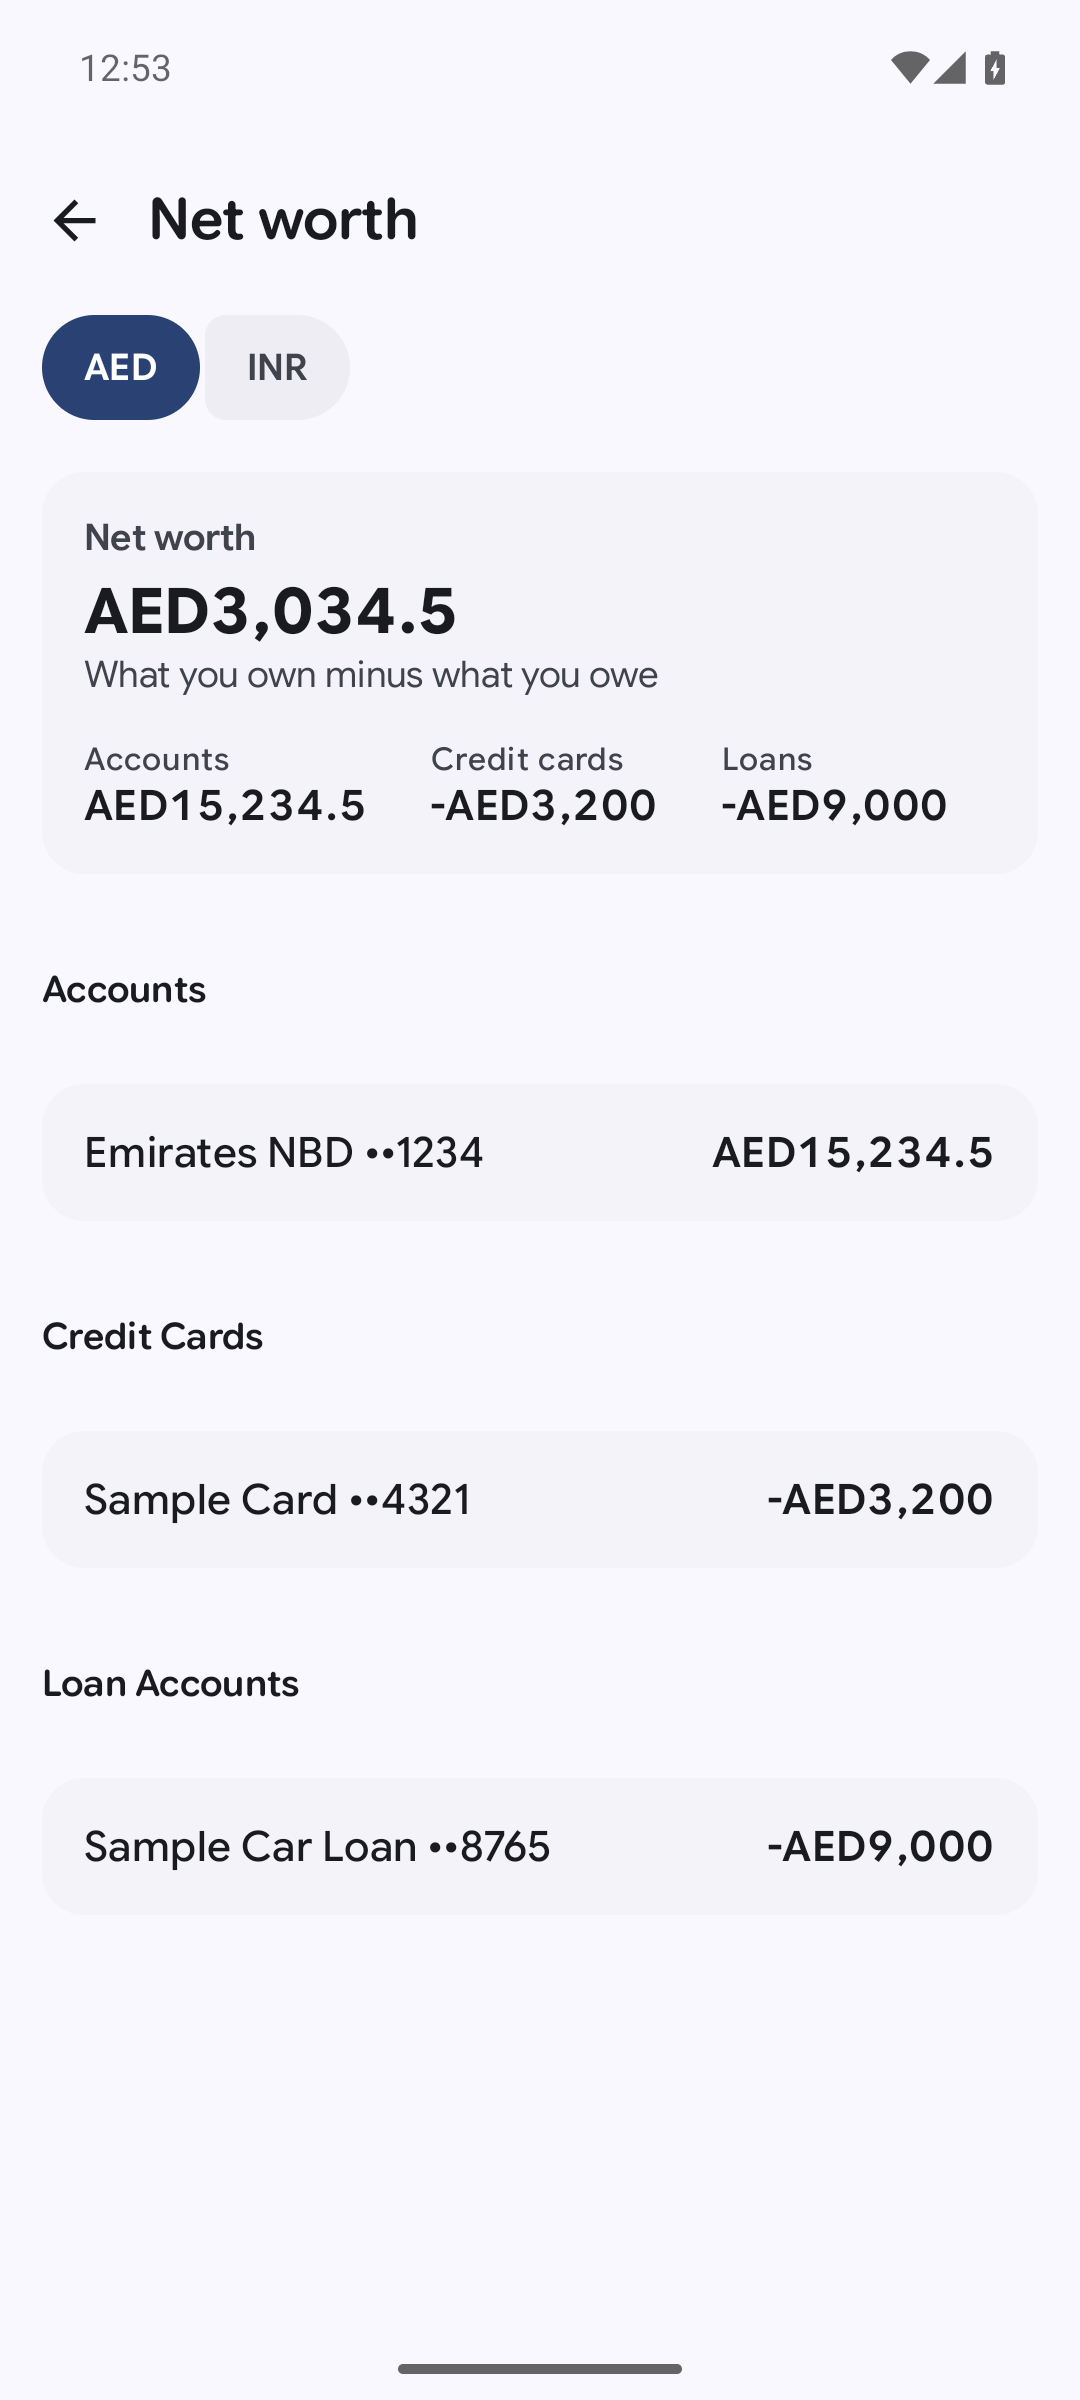 12:53
Net worth
AED INR
Net worth
AED3,034.5
What you own minus what you owe
Accounts Credit cards Loans
AED15,234.5 -AED3,200 -AED9,000
Accounts
Emirates NBD ••1234 AED15,234.5
Credit Cards
Sample Card ••4321 -AED3,200
Loan Accounts
Sample Car Loan ••8765 -AED9,000